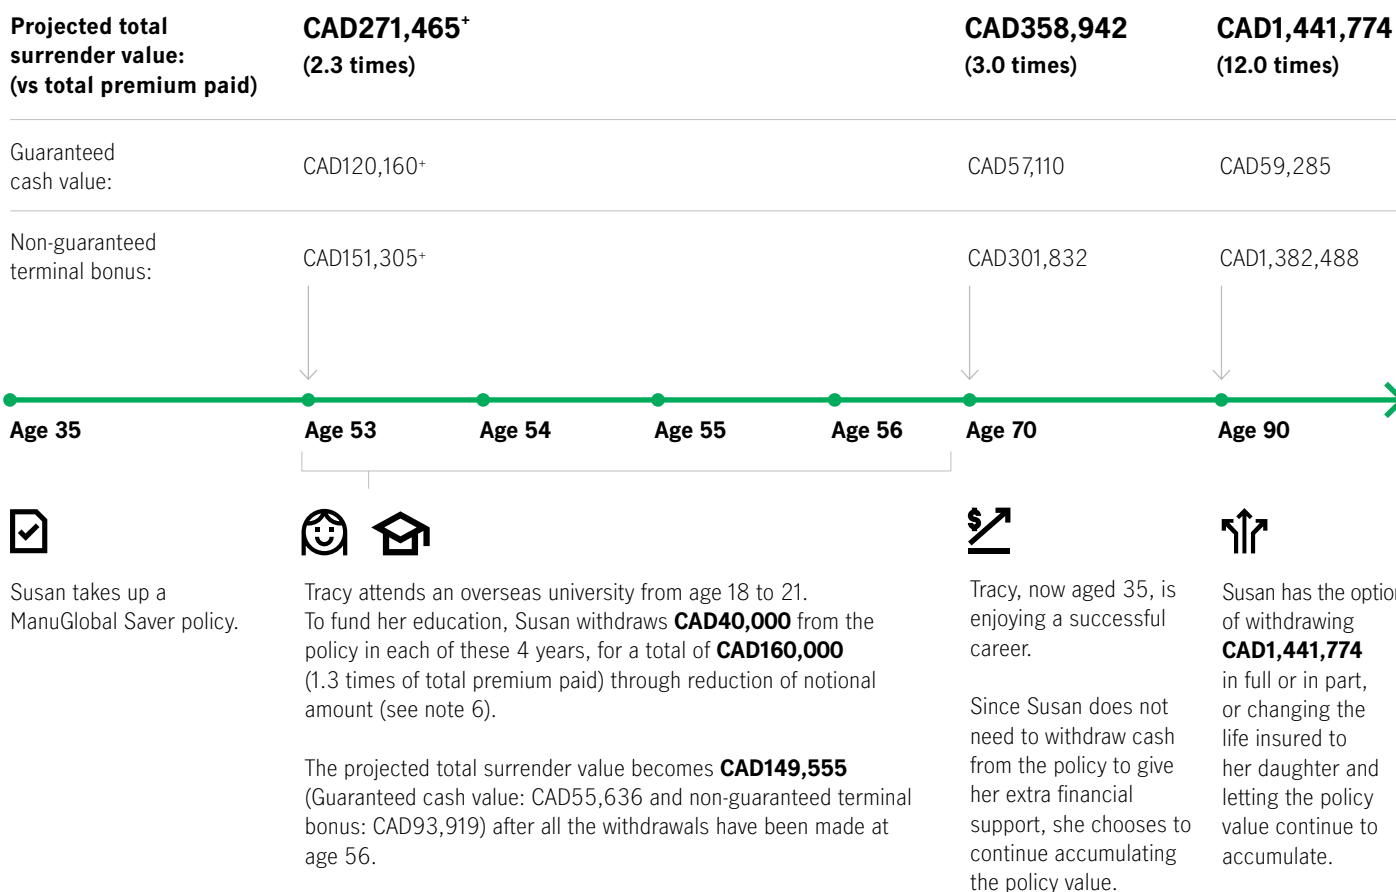 Projected total
surrender value:
(vs total premium paid)
CAD271,465+
(2.3 times)
CAD358,942
(3.0 times)
CAD1,441,774
(12.0 times)
Guaranteed
cash value:
CAD120,160+
CAD57,110
CAD59,285
Non-guaranteed
terminal bonus:
CAD151,305+
CAD301,832
CAD1,382,488
Age 35
Age 53
Age 54
Age 55
Age 56
Age 70
Age 90
Susan takes up a
ManuGlobal Saver policy.
Tracy attends an overseas university from age 18 to 21.
To fund her education, Susan withdraws CAD40,000 from the
policy in each of these 4 years, for a total of CAD160,000
(1.3 times of total premium paid) through reduction of notional
amount (see note 6).
The projected total surrender value becomes CAD149,555
(Guaranteed cash value: CAD55,636 and non-guaranteed terminal
bonus: CAD93,919) after all the withdrawals have been made at
age 56.
$
Tracy, now aged 35, is
enjoying a successful
career.
Since Susan does not
need to withdraw cash
from the policy to give
her extra financial
support, she chooses to
continue accumulating
the policy value.
Susan has the option
of withdrawing
CAD1,441,774
in full or in part,
or changing the
life insured to
her daughter and
letting the policy
value continue to
accumulate.